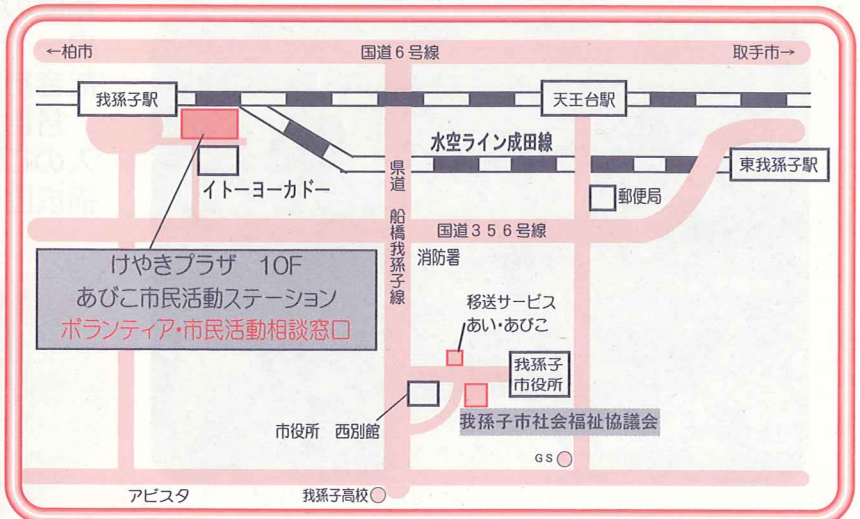 ←柏市
国道6号線
取手市→
我孫子駅
天王台駅
水空ライン成田線
東我孫子駅
イトーヨーカドー
県道 船橋我孫子線
郵便局
国道356号線
消防署
けやきプラザ 10F
あびこ市民活動ステーション
ボランティア・市民活動相談窓口
移送サービス
あい・あびこ
我孫子
市役所
市役所 西別館
我孫子市社会福祉協議会
GS
アビスタ
我孫子高校